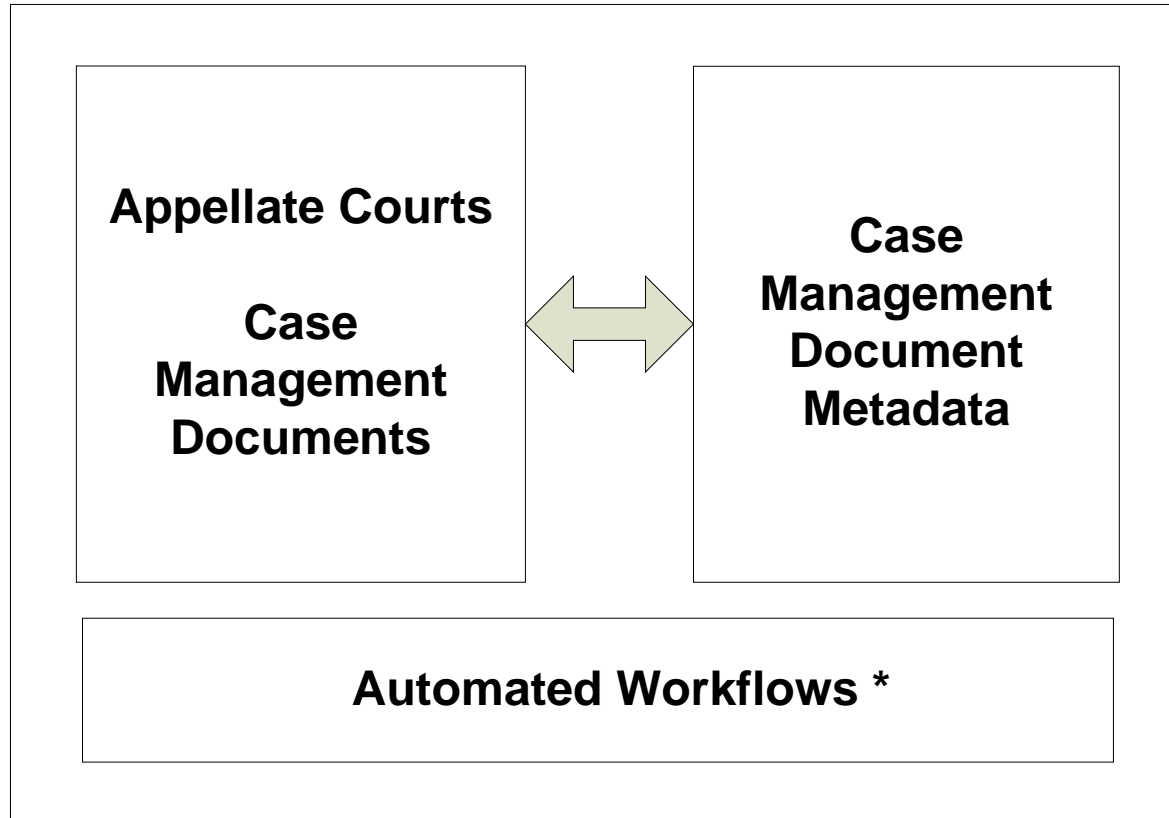 Appellate Courts
Case
Management
Documents
Case
Management
Document
Metadata
Automated Workflows *